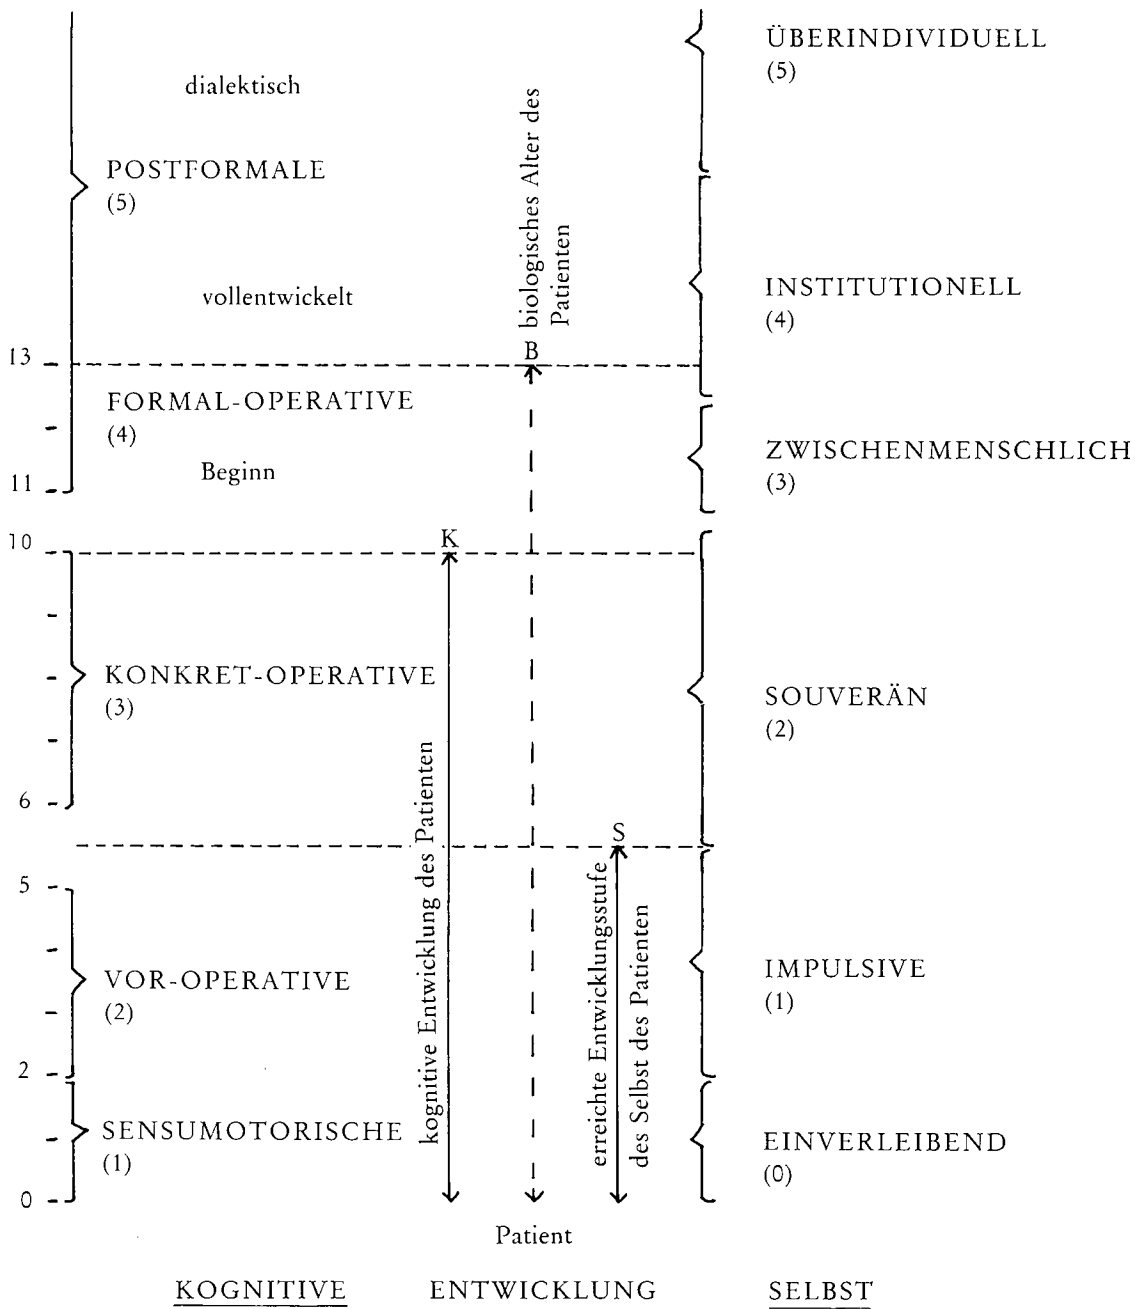 ÜBERINDIVIDUELL
(5)
dialektisch
biologisches Alter des
Patienten
POSTFORMALE
(5)
INSTITUTIONELL
(4)
vollentwickelt
B
13
FORMAL-OPERATIVE
(4)
ZWISCHENMENSCHLICH
(3)
Beginn
11
10
K
KONKRET-OPERATIVE
(3)
SOUVERÄN
(2)
kognitive Entwicklung des Patienten
6
S
erreichte Entwicklungsstufe
des Selbst des Patienten
5
VOR-OPERATIVE
(2)
IMPULSIVE
(1)
2
SENSUMOTORISCHE
(1)
EINVERLEIBEND
(0)
0
Patient
KOGNITIVE ENTWICKLUNG SELBST